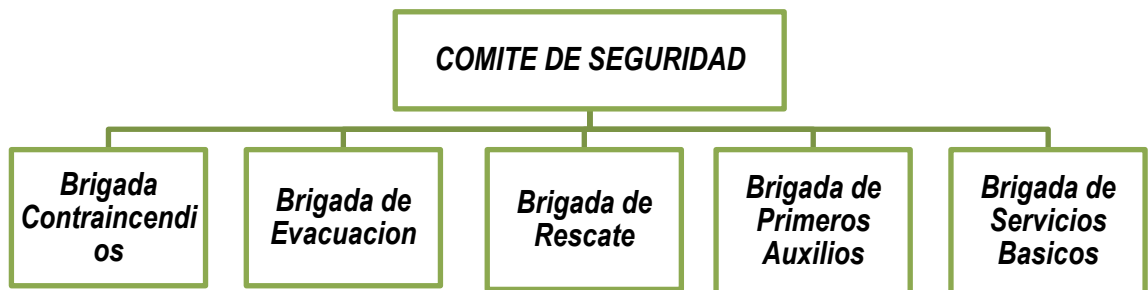 COMITE DE SEGURIDAD
Brigada
Contraincendi
os
Brigada de
Evacuacion
Brigada de
Rescate
Brigada de
Primeros
Auxilios
Brigada de
Servicios
Basicos